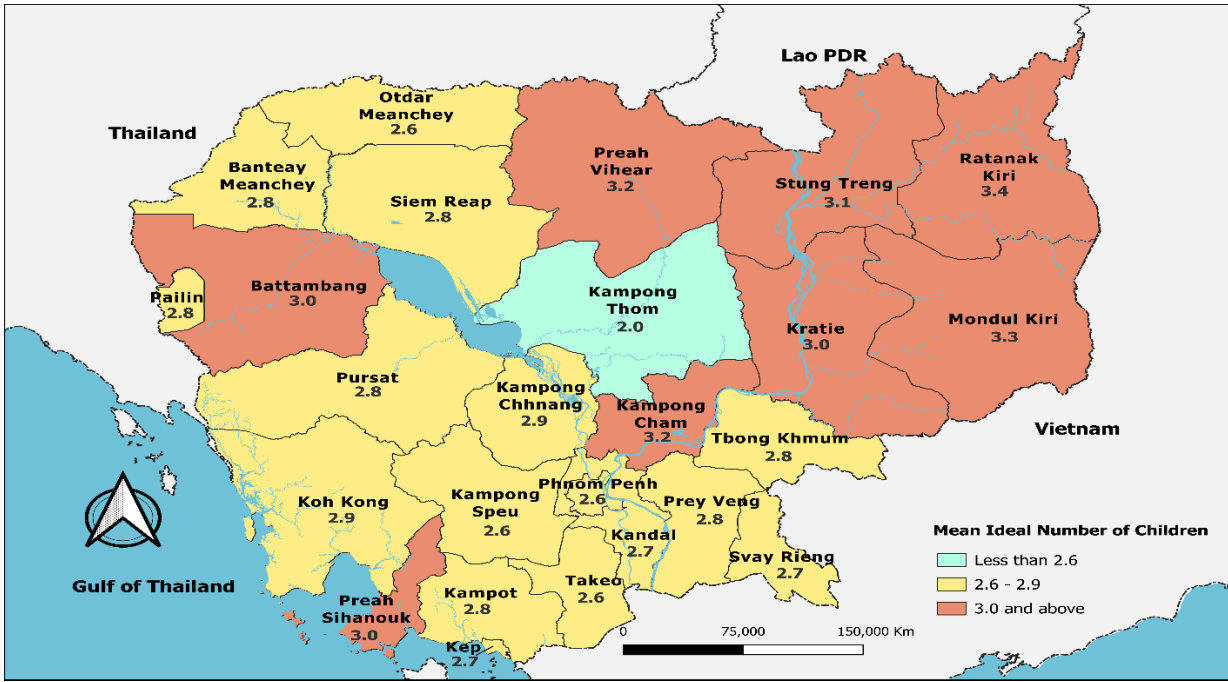 Lao PDR
Thailand
Otdar
Meanchey
2.6
Banteay
Meanchey
2.8
Siem Reap
2.8
Preah
Vihear
3.2
Stung Treng
3.1
Ratanak
Kiri
3.4
Battambang
3.0
Pailin
2.8
Kampong
Thom
2.0
Kratie
3.0
Mondul Kiri
3.3
Pursat
2.8
Kampong
Chhnang
2.9
Kampong
Cham
3.2
Tbong Khmum
2.8
Vietnam
Koh Kong
2.9
Kampong
Speu
2.6
Phnom Penh
2.6
Prey Veng
2.8
Kandal
2.7
Svay Rieng
2.7
Takeo
2.6
Kampot
2.8
Preah
Sihanouk
3.0
Kep
2.7
Gulf of Thailand
Mean Ideal Number of Children
Less than 2.6
2.6 - 2.9
3.0 and above
0 75,000 150,000 Km